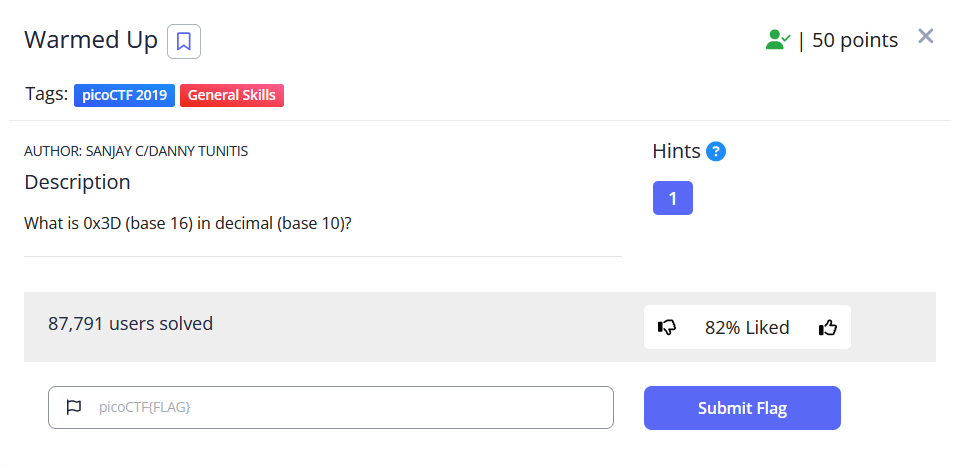 Warmed Up
| 50 points
Tags: picoCTF 2019 General Skills
AUTHOR: SANJAY C/DANNY TUNITIS
Description
What is 0x3D (base 16) in decimal (base 10)?
Hints ?
1
87,791 users solved
82% Liked
picoCTF{FLAG}
Submit Flag